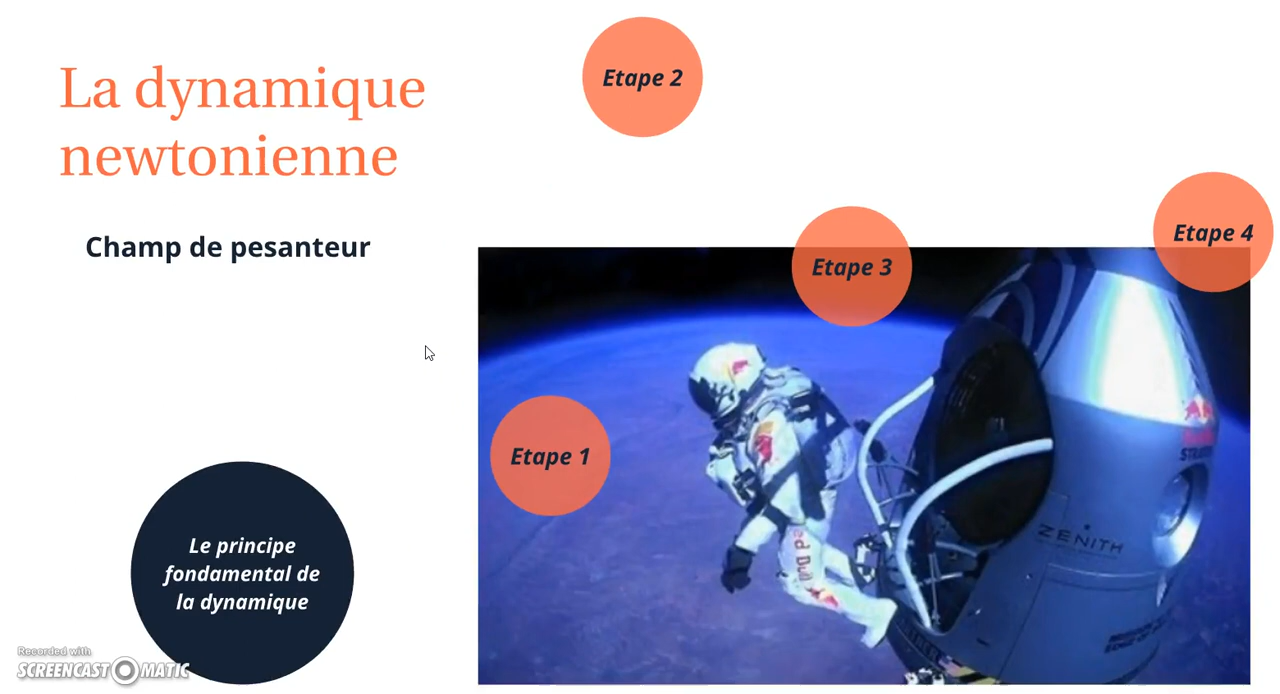 La dynamique
newtonienne
Champ de pesanteur
Etape 2
Etape 3
Etape 4
Etape 1
Le principe
fondamental de
la dynamique
ZENITH
Recorded with
SCREENCAST-O-MATIC